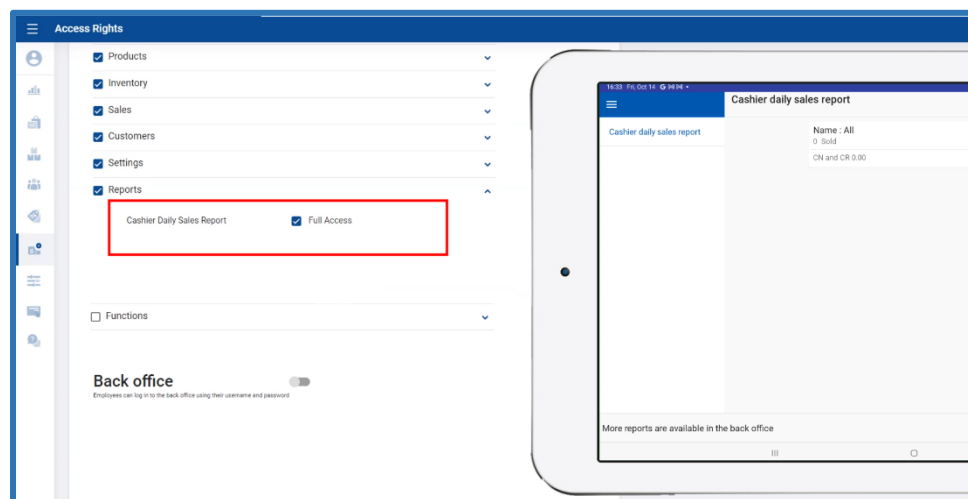 Access Rights
Products
Inventory
Sales
Customers
Settings
Reports
Cashier Daily Sales Report Full Access
Functions
Back office
Employees can log in to the back office using their username and password
16:33 Fri, Oct 14
Cashier daily sales report
Cashier daily sales report
Name : All
0 Sold
CN and CR 0.00
More reports are available in the back office